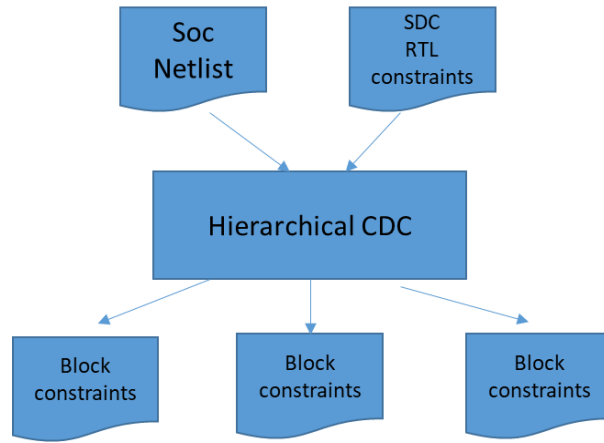 Soc
Netlist
SDC
RTL
constraints
Hierarchical CDC
Block
constraints
Block
constraints
Block
constraints